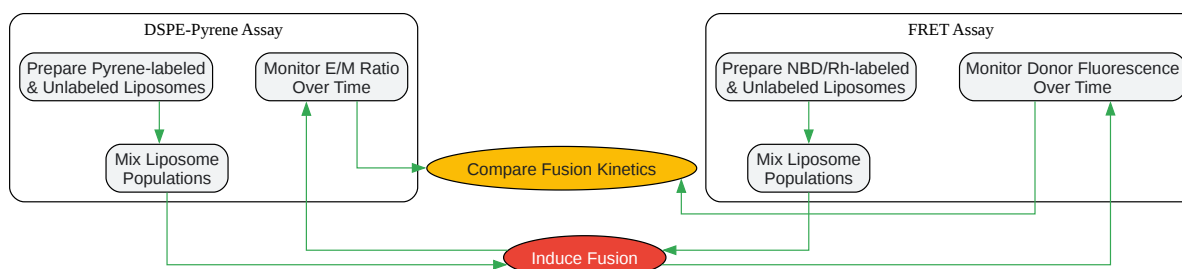 DSPE-Pyrene Assay
Prepare Pyrene-labeled
& Unlabeled Liposomes
Monitor E/M Ratio
Over Time
Mix Liposome
Populations
FRET Assay
Prepare NBD/Rh-labeled
& Unlabeled Liposomes
Monitor Donor Fluorescence
Over Time
Mix Liposome
Populations
Compare Fusion Kinetics
Induce Fusion